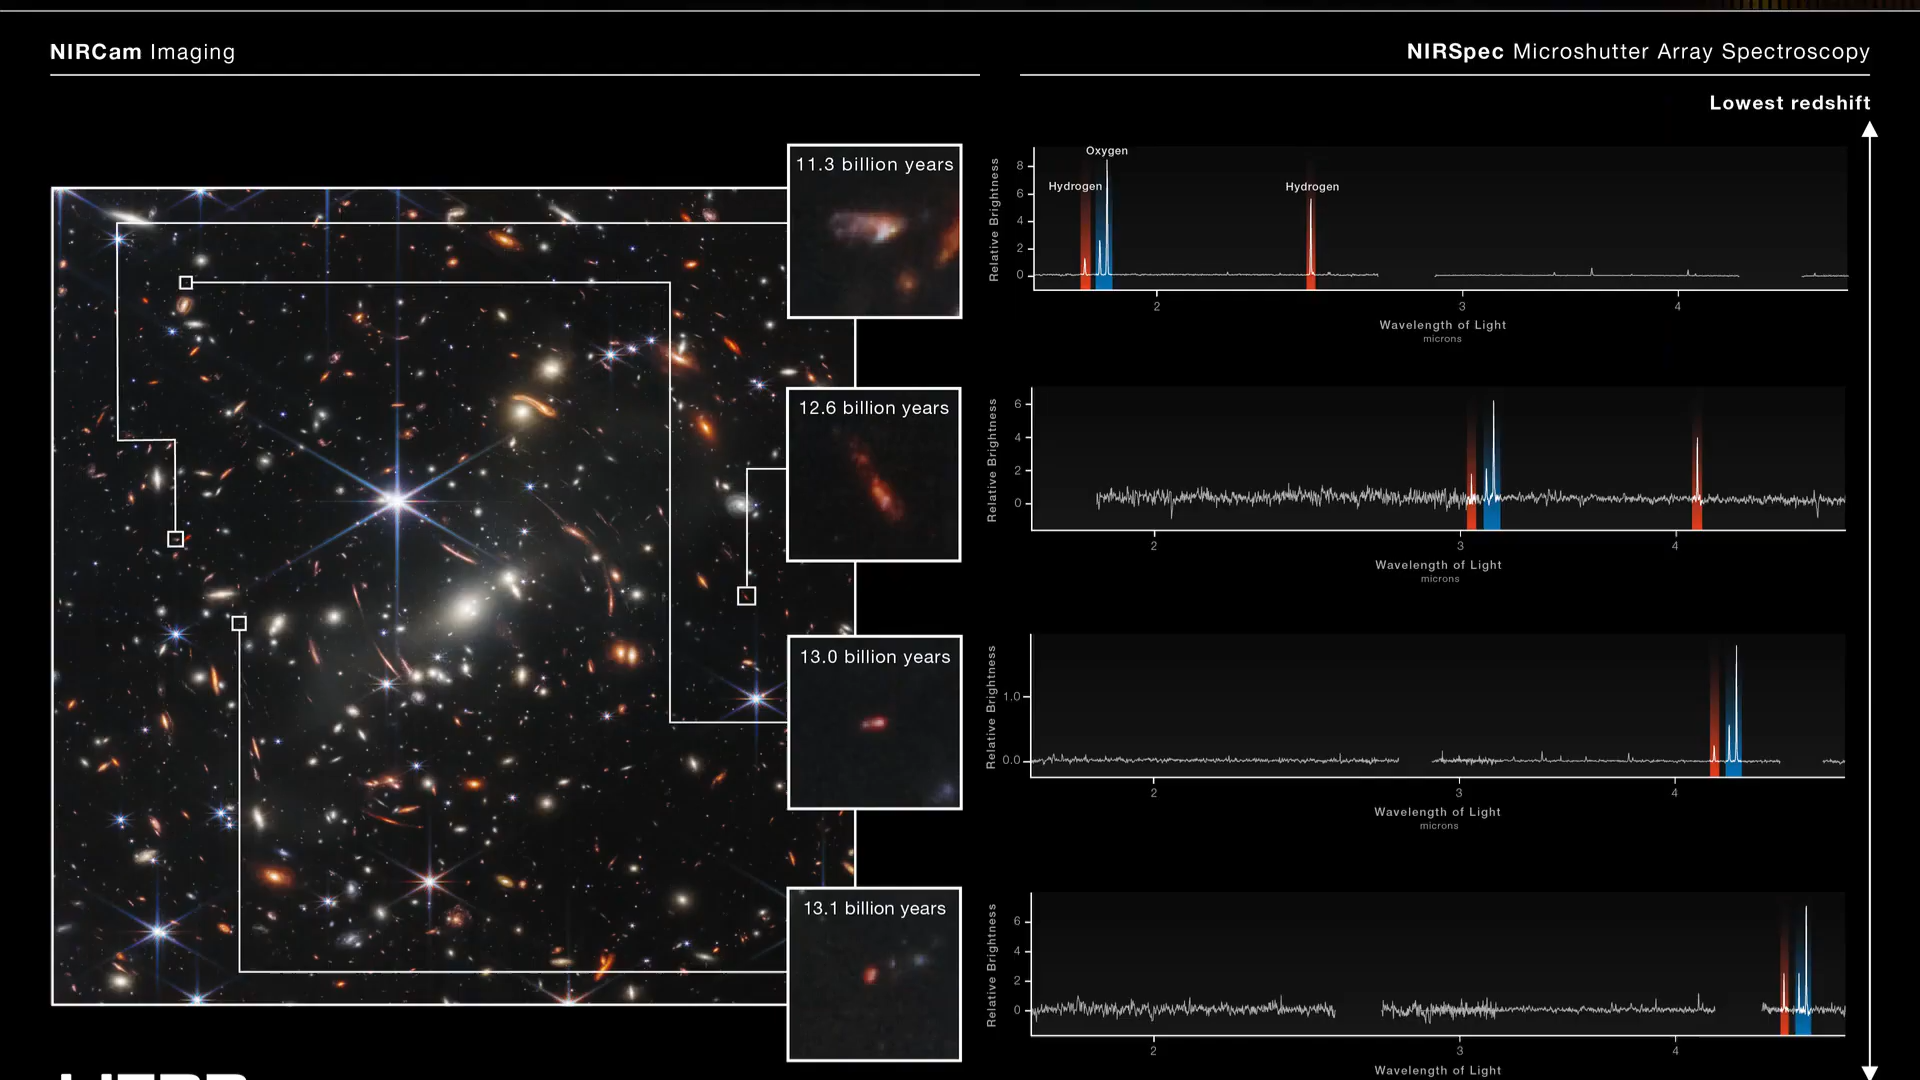 NIRCam Imaging
NIRSpec Microshutter Array Spectroscopy
Lowest redshift
11.3 billion years
Relative Brightness
8
6
4
2
0
Hydrogen
Oxygen
Hydrogen
2
3
4
Wavelength of Light
microns
12.6 billion years
Relative Brightness
6
4
2
0
2
3
4
Wavelength of Light
microns
13.0 billion years
Relative Brightness
1.0
0.0
2
3
4
Wavelength of Light
microns
13.1 billion years
Relative Brightness
6
4
2
0
2
3
4
Wavelength of Light